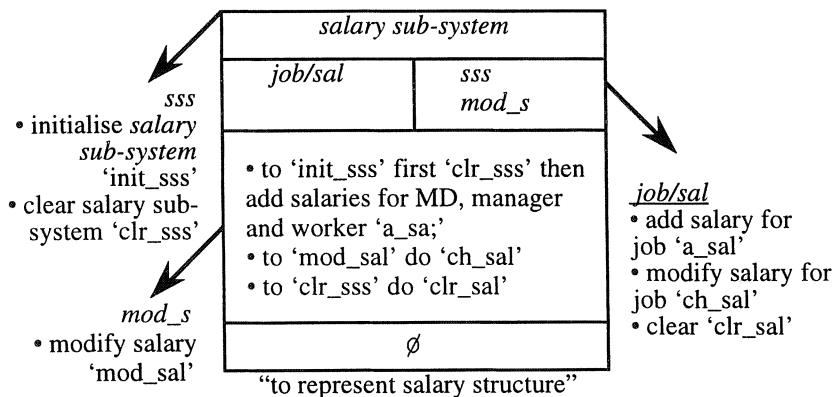 salary sub-system
job/sal
sss
mod_s
sss
• initialise salary
sub-system
‘init_sss’
• clear salary sub-
system ‘clr_sss’
mod_s
• modify salary
‘mod_sal’
• to ‘init_sss’ first ‘clr_sss’ then
add salaries for MD, manager
and worker ‘a_sa;’
• to ‘mod_sal’ do ‘ch_sal’
• to ‘clr_sss’ do ‘clr_sal’
ø
“to represent salary structure”
job/sal
• add salary for
job ‘a_sal’
• modify salary for
job ‘ch_sal’
• clear ‘clr_sal’